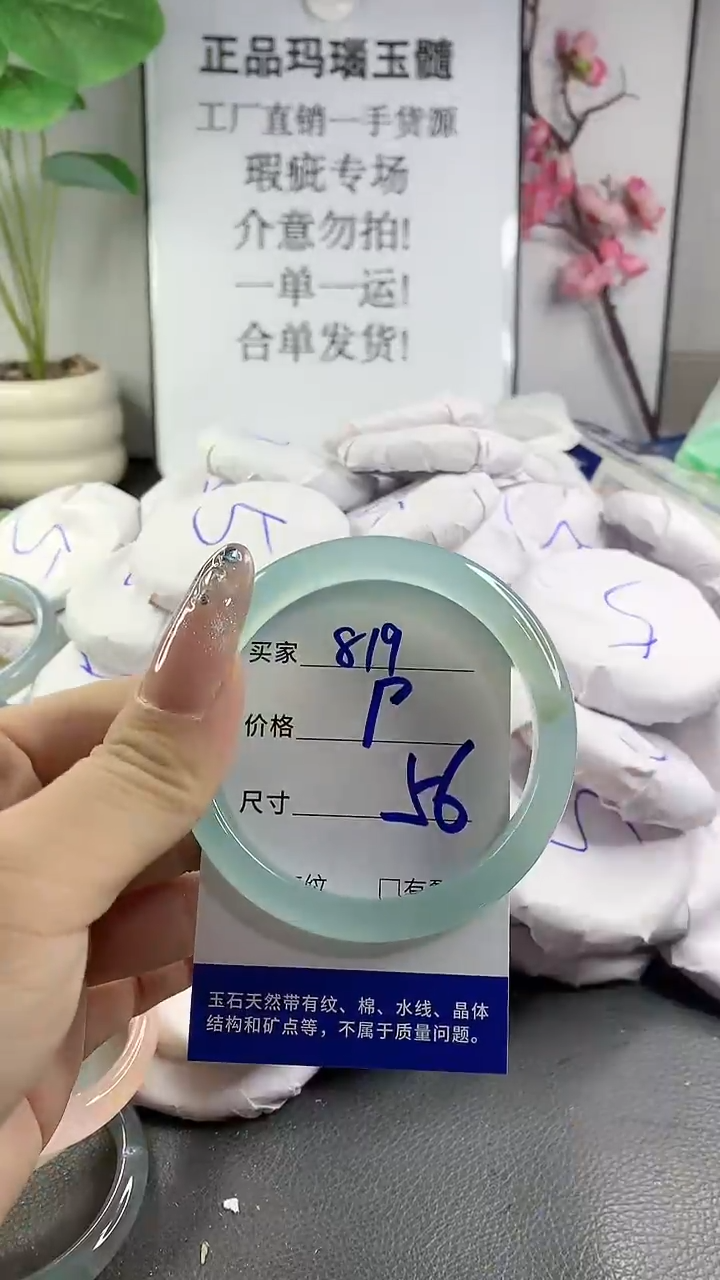 正品玛瑙玉髓
工厂直销一手货源
瑕疵专场
介意勿拍!
一单一运!
合单发货!
买家 819
价格 P
尺寸 56
玉石天然带有纹、棉、水线、晶体
结构和矿点等，不属于质量问题。